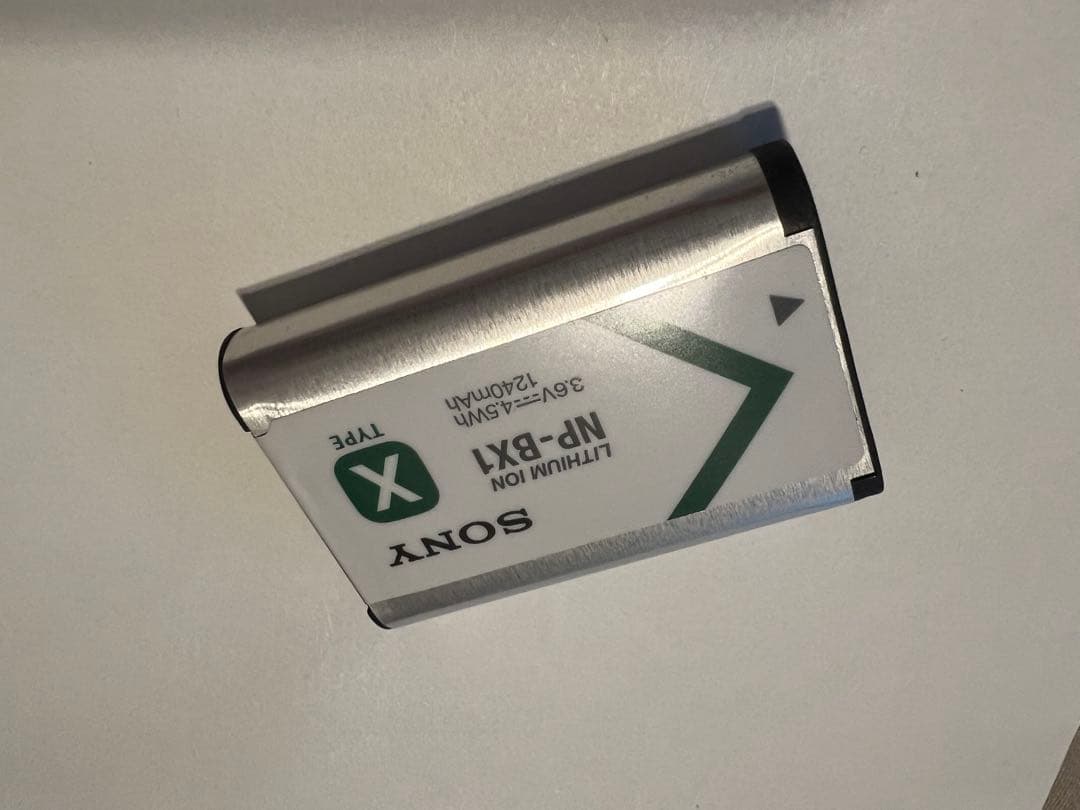 SONY
LITHIUM ION
NP-BX1
3.6V⎓4.5Wh
1240mAh
X
TYPE